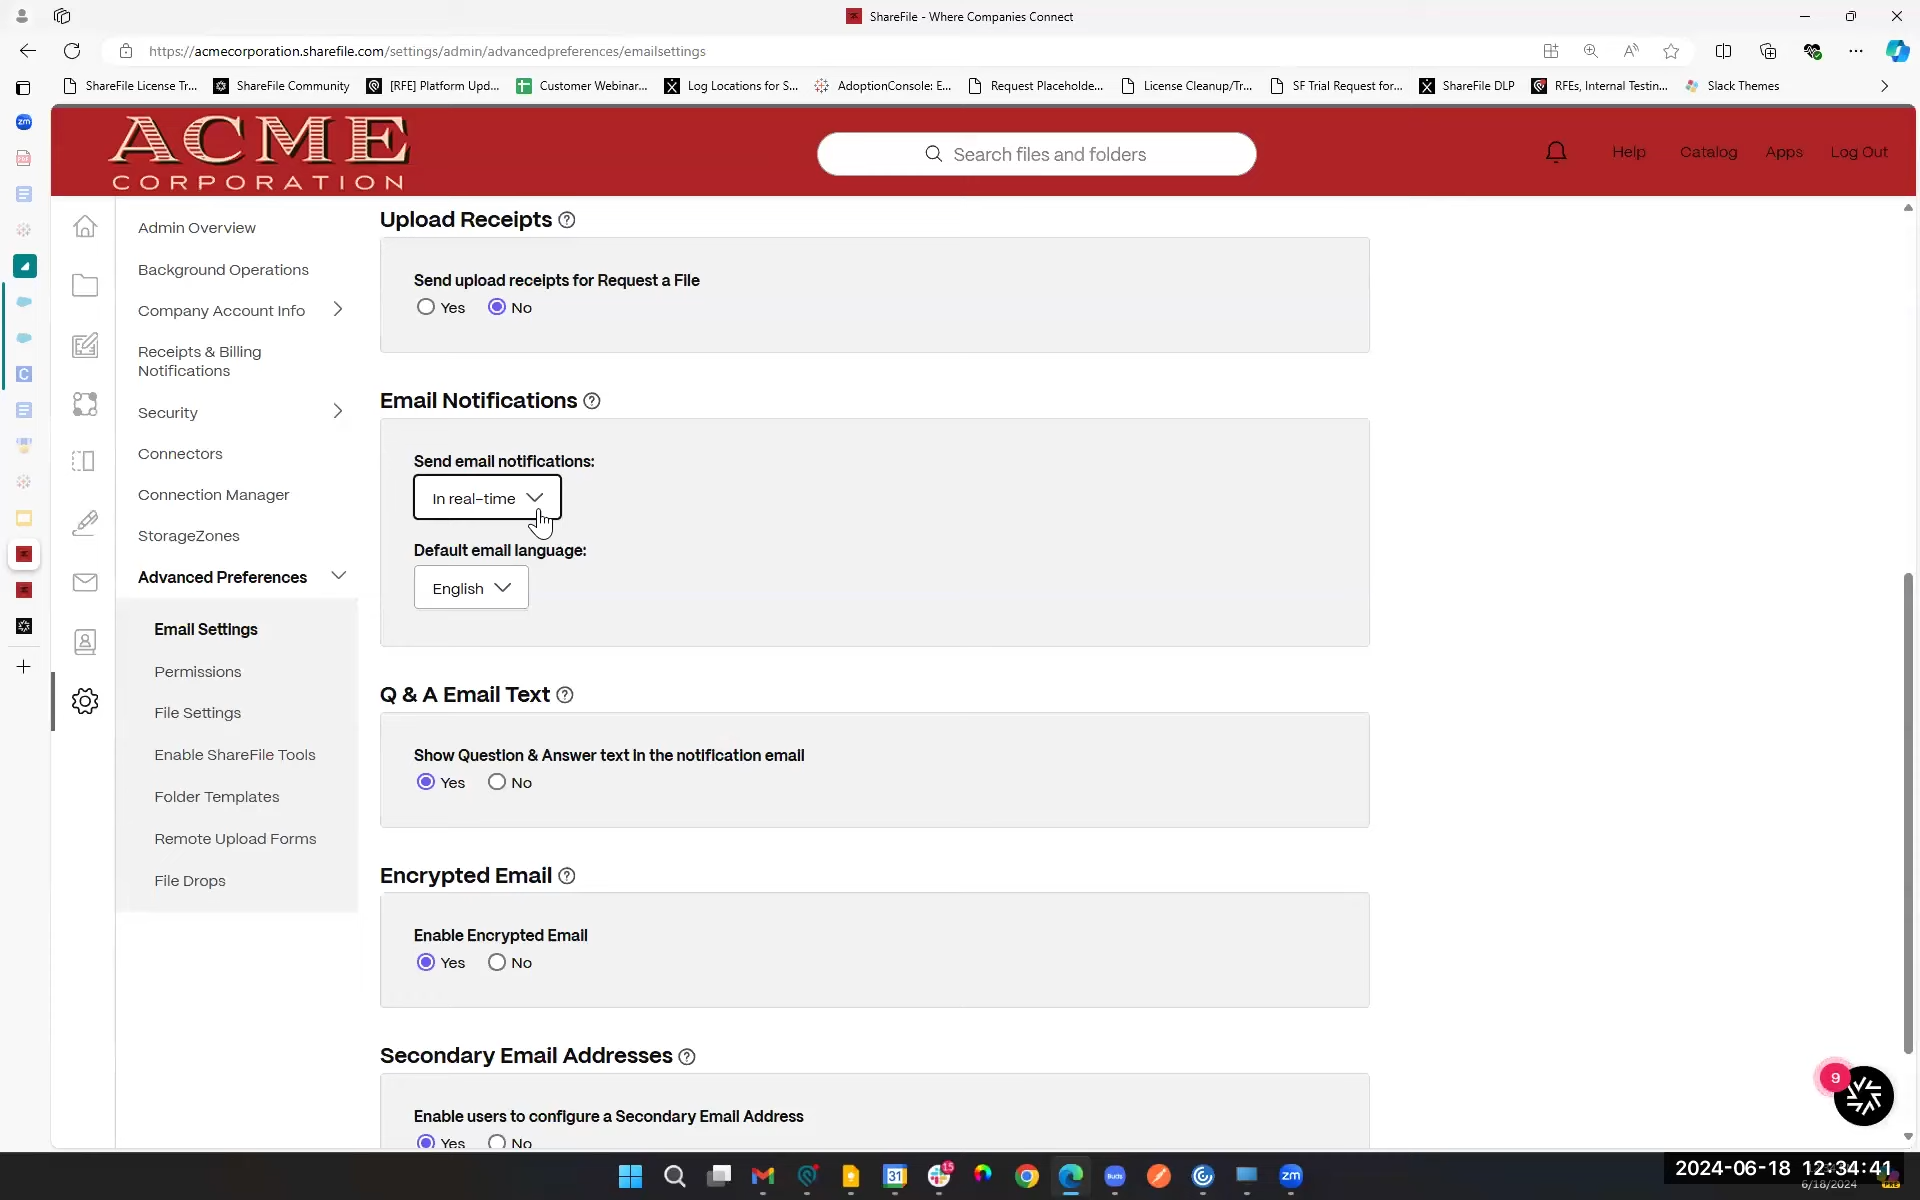 ShareFile - Where Companies Connect
https://acmecorporation.sharefile.com/settings/admin/advancedpreferences/emailsettings
ShareFile License Tr...
ShareFile Community
[RFE] Platform Upd...
Customer Webinar...
Log Locations for S...
AdoptionConsole: E...
Request Placeholde...
License Cleanup/Tr...
SF Trial Request for...
ShareFile DLP
RFEs, Internal Testin...
Slack Themes
ACME
CORPORATION
Search files and folders
Help
Catalog
Apps
Log Out
Admin Overview
Background Operations
Company Account Info
Receipts & Billing
Notifications
Security
Connectors
Connection Manager
StorageZones
Advanced Preferences
Email Settings
Permissions
File Settings
Enable ShareFile Tools
Folder Templates
Remote Upload Forms
File Drops
Upload Receipts
Send upload receipts for Request a File
Yes No
Email Notifications
Send email notifications:
In real-time
Default email language:
English
Q & A Email Text
Show Question & Answer text in the notification email
Yes No
Encrypted Email
Enable Encrypted Email
Yes No
Secondary Email Addresses
Enable users to configure a Secondary Email Address
Yes No
9
zm
C
31
15
zm
2024-06-18 12:34:41
6/18/2024